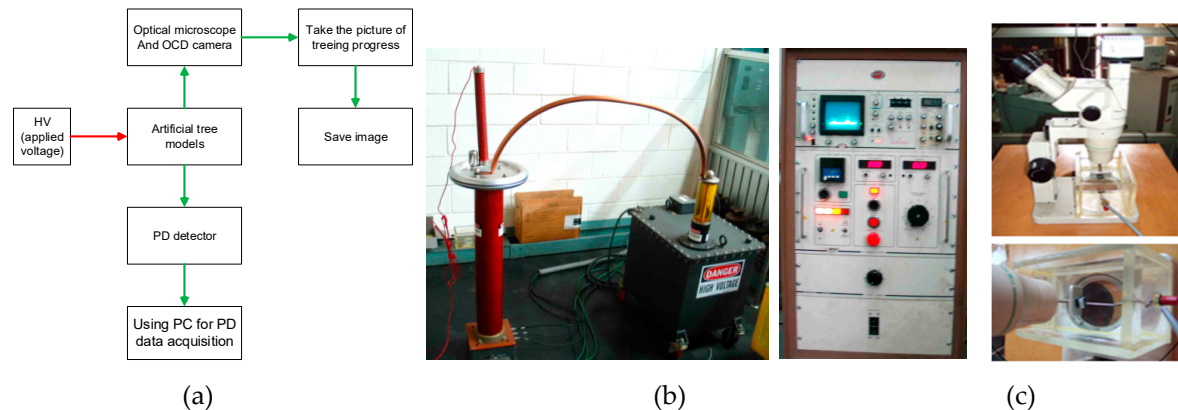 Optical microscope
And OCD camera
Take the picture of
treeing progress
HV
(applied
voltage)
Artificial tree
models
Save image
PD detector
Using PC for PD
data acquisition
DANGER
HIGH VOLTAGE
(a)
(b)
(c)